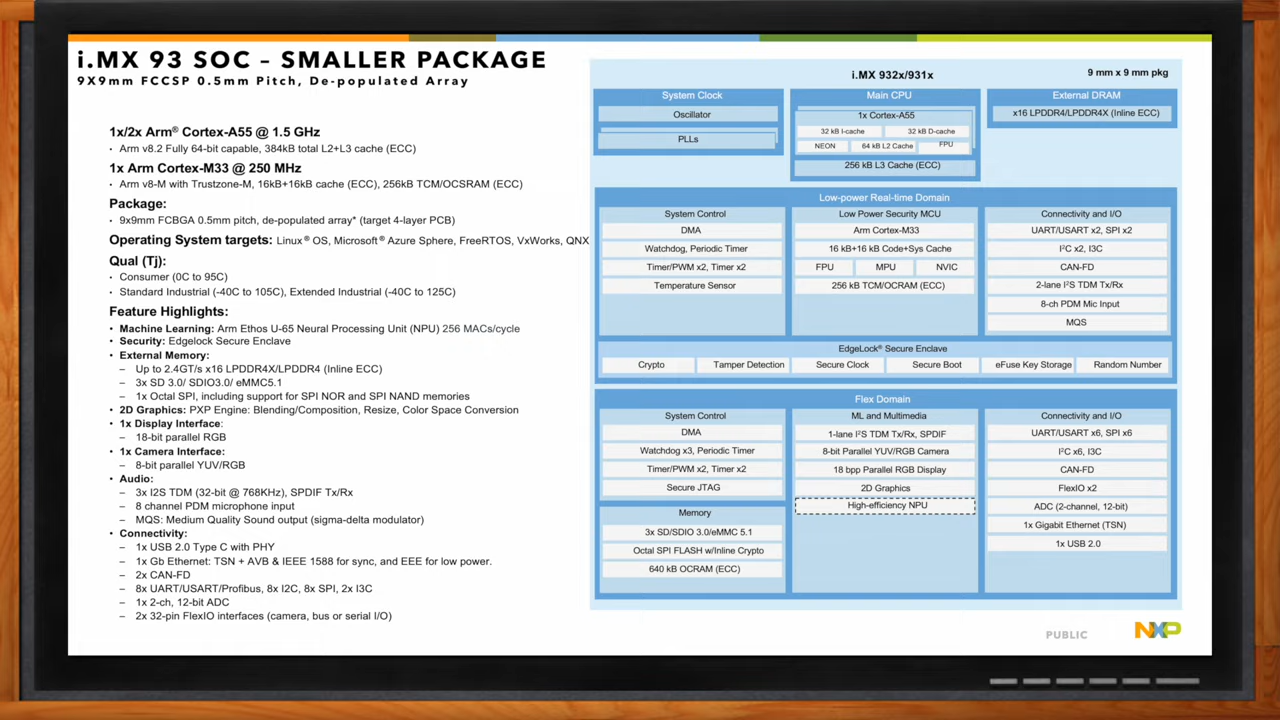 i.MX 93 SOC – SMALLER PACKAGE
9X9mm FCCSP 0.5mm Pitch, De-populated Array
1x/2x Arm® Cortex-A55 @ 1.5 GHz
• Arm v8.2 Fully 64-bit capable, 384kB total L2+L3 cache (ECC)
1x Arm Cortex-M33 @ 250 MHz
• Arm v8-M with Trustzone-M, 16kB+16kB cache (ECC), 256kB TCM/OCSRAM (ECC)
Package:
• 9x9mm FCBGA 0.5mm pitch, de-populated array* (target 4-layer PCB)
Operating System targets: Linux® OS, Microsoft® Azure Sphere, FreeRTOS, VxWorks, QNX
Qual (Tj):
• Consumer (0C to 95C)
• Standard Industrial (-40C to 105C), Extended Industrial (-40C to 125C)
Feature Highlights:
• Machine Learning: Arm Ethos U-65 Neural Processing Unit (NPU) 256 MACs/cycle
• Security: Edgelock Secure Enclave
• External Memory:
– Up to 2.4GT/s x16 LPDDR4X/LPDDR4 (Inline ECC)
– 3x SD 3.0/ SDIO3.0/ eMMC5.1
– 1x Octal SPI, including support for SPI NOR and SPI NAND memories
• 2D Graphics: PXP Engine: Blending/Composition, Resize, Color Space Conversion
• 1x Display Interface:
– 18-bit parallel RGB
• 1x Camera Interface:
– 8-bit parallel YUV/RGB
• Audio:
– 3x I2S TDM (32-bit @ 768KHz), SPDIF Tx/Rx
– 8 channel PDM microphone input
– MQS: Medium Quality Sound output (sigma-delta modulator)
• Connectivity:
– 1x USB 2.0 Type C with PHY
– 1x Gb Ethernet: TSN + AVB & IEEE 1588 for sync, and EEE for low power.
– 2x CAN-FD
– 8x UART/USART/Profibus, 8x I2C, 8x SPI, 2x I3C
– 1x 2-ch, 12-bit ADC
– 2x 32-pin FlexIO interfaces (camera, bus or serial I/O)
i.MX 932x/931x
9 mm x 9 mm pkg
System Clock
Oscillator
PLLs
Main CPU
1x Cortex-A55
32 kB I-cache
32 kB D-cache
NEON
64 kB L2 Cache
FPU
256 kB L3 Cache (ECC)
External DRAM
x16 LPDDR4/LPDDR4X (Inline ECC)
Low-power Real-time Domain
System Control
DMA
Watchdog, Periodic Timer
Timer/PWM x2, Timer x2
Temperature Sensor
Low Power Security MCU
Arm Cortex-M33
16 kB+16 kB Code+Sys Cache
FPU
MPU
NVIC
256 kB TCM/OCRAM (ECC)
Connectivity and I/O
UART/USART x2, SPI x2
I²C x2, I3C
CAN-FD
2-lane I²S TDM Tx/Rx
8-ch PDM Mic Input
MQS
EdgeLock® Secure Enclave
Crypto
Tamper Detection
Secure Clock
Secure Boot
eFuse Key Storage
Random Number
Flex Domain
System Control
DMA
Watchdog x3, Periodic Timer
Timer/PWM x2, Timer x2
Secure JTAG
Memory
3x SD/SDIO 3.0/eMMC 5.1
Octal SPI FLASH w/Inline Crypto
640 kB OCRAM (ECC)
ML and Multimedia
1-lane I²S TDM Tx/Rx, SPDIF
8-bit Parallel YUV/RGB Camera
18 bpp Parallel RGB Display
2D Graphics
High-efficiency NPU
Connectivity and I/O
UART/USART x6, SPI x6
I²C x6, I3C
CAN-FD
FlexIO x2
ADC (2-channel, 12-bit)
1x Gigabit Ethernet (TSN)
1x USB 2.0
PUBLIC
NXP